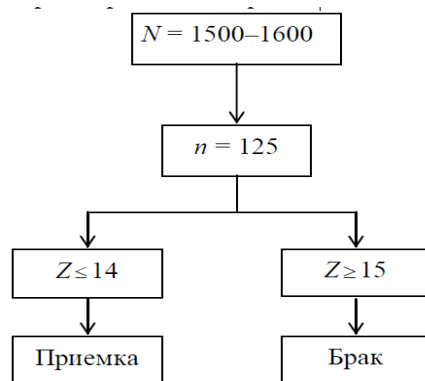 N = 1500–1600
n = 125
Z ≤ 14
Z ≥ 15
Приемка
Брак